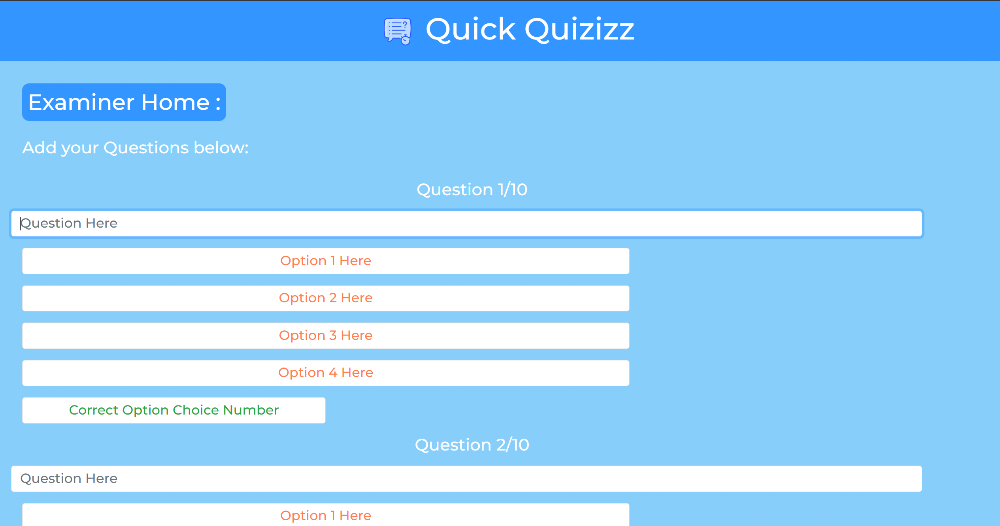 Quick Quizizz
Examiner Home :
Add your Questions below:
Question 1/10
Question Here
Option 1 Here
Option 2 Here
Option 3 Here
Option 4 Here
Correct Option Choice Number
Question 2/10
Question Here
Option 1 Here